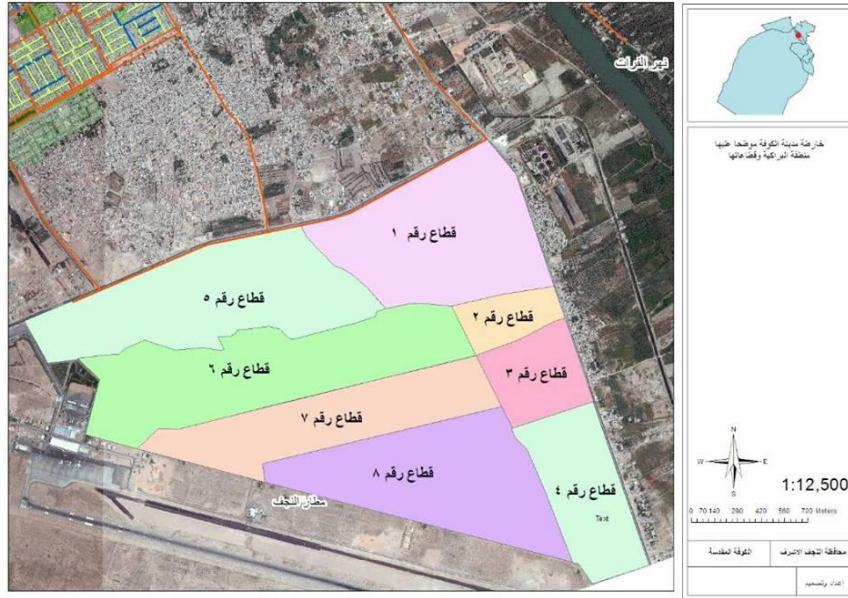 نهر الفرات
قطاع رقم ١
قطاع رقم ٥
قطاع رقم ٢
قطاع رقم ٦
قطاع رقم ٣
قطاع رقم ٧
قطاع رقم ٨
قطاع رقم ٤
Text
مطار النجف
خارطة مدينة الكوفة موضحا عليها
منطقة البراكية وقطاعاتها
N
W E
S
1:12,500
0 70 140 280 420 560 700 Meters
محافظة النجف الاشرف
الكوفة المقدسة
اعداد وتصميم